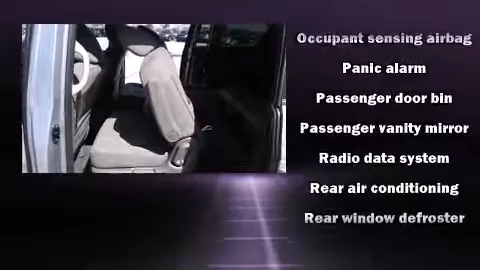 Occupant sensing airbag
Panic alarm
Passenger door bin
Passenger vanity mirror
Radio data system
Rear air conditioning
Rear window defroster